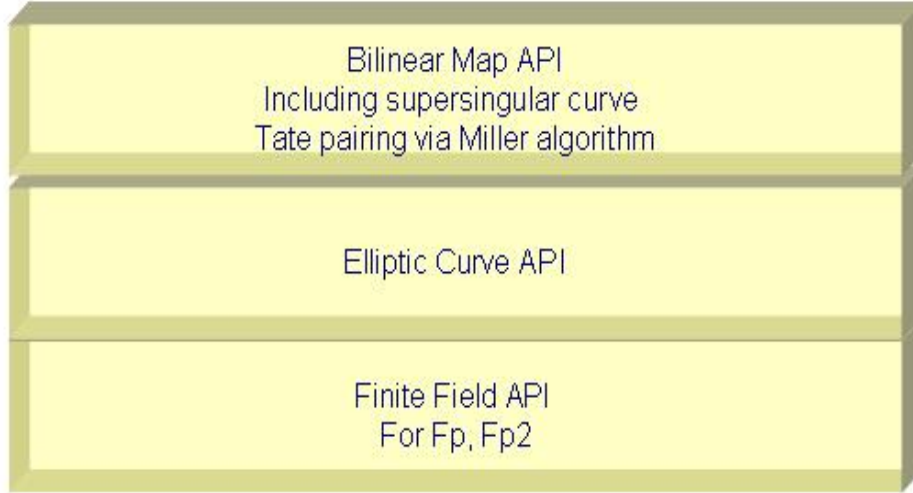 Bilinear Map API
Including supersingular curve
Tate pairing via Miller algorithm
Elliptic Curve API
Finite Field API
For Fp, Fp2